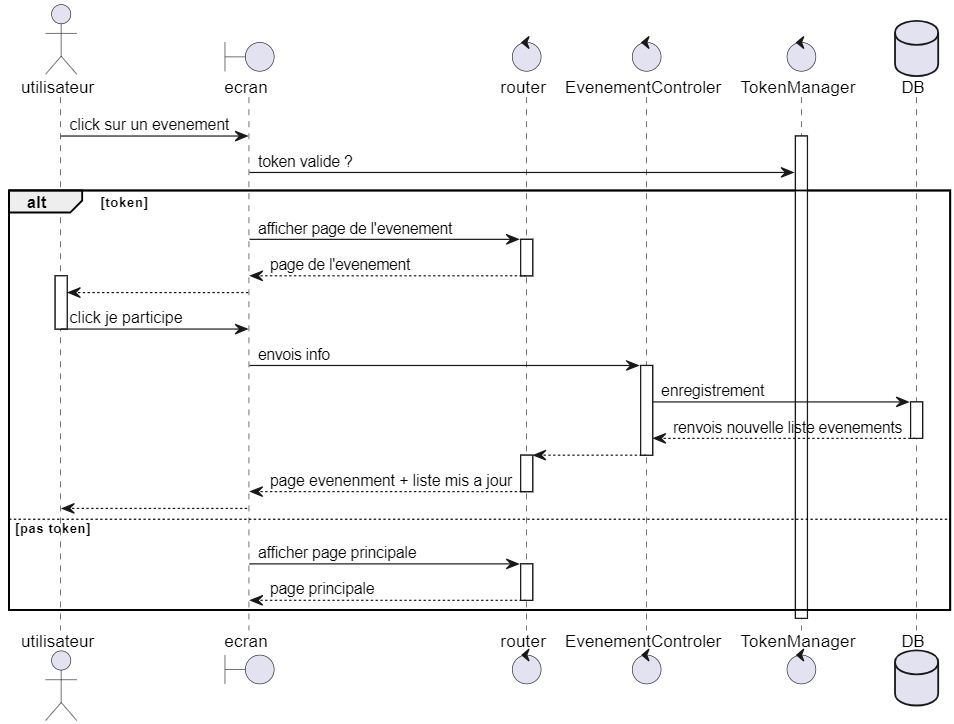 utilisateur ecran router EvenementControler TokenManager DB
click sur un evenement
token valide ?
alt [token]
afficher page de l'evenement
page de l'evenement
click je participe
envois info
enregistrement
renvois nouvelle liste evenements
page evenenment + liste mis a jour
[pas token]
afficher page principale
page principale
utilisateur ecran router EvenementControler TokenManager DB